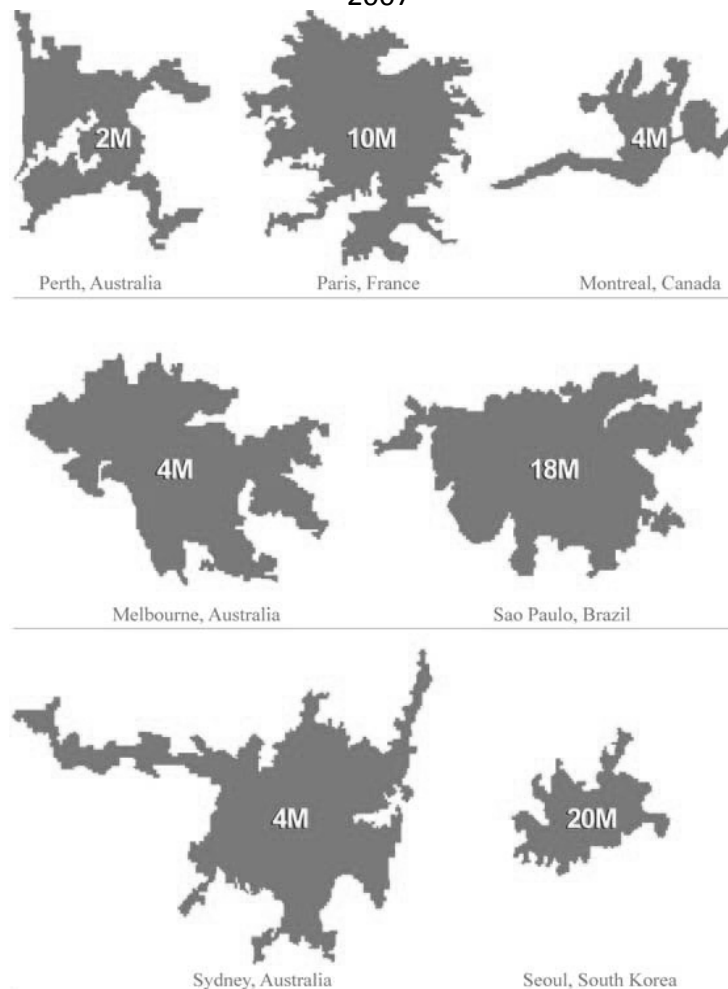 2007
2M
10M
4M
Perth, Australia
Paris, France
Montreal, Canada
4M
18M
Melbourne, Australia
Sao Paulo, Brazil
4M
20M
Sydney, Australia
Seoul, South Korea